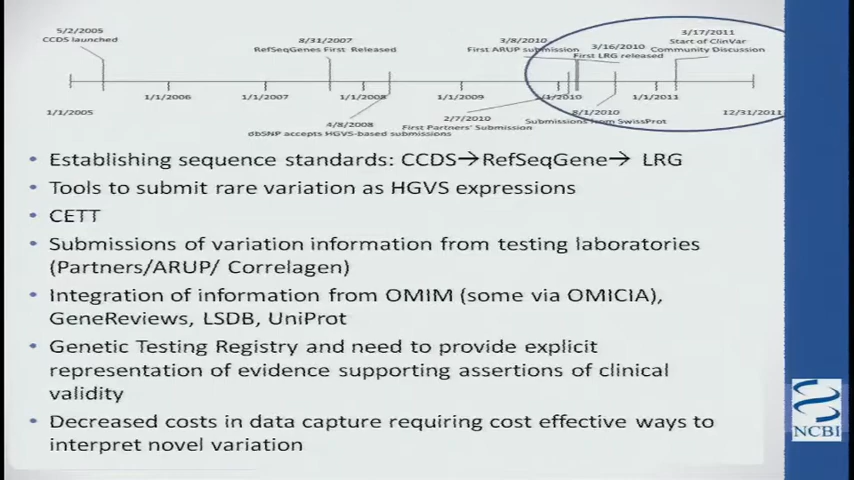 5/2/2005
CCDS launched
8/31/2007
RefSeqGenes First Released
3/8/2010
First ARUP submission
3/16/2010
First LRG released
3/17/2011
Start of ClinVar
Community Discussion
1/1/2005
1/1/2006
1/1/2007
1/1/2008
1/1/2009
1/1/2010
1/1/2011
12/31/2011
4/8/2008
dbSNP accepts HGVS-based submissions
2/7/2010
First Partners' Submission
8/1/2010
Submissions from SwissProt
• Establishing sequence standards: CCDS→RefSeqGene→ LRG
• Tools to submit rare variation as HGVS expressions
• CETT
• Submissions of variation information from testing laboratories
(Partners/ARUP/ Correlagen)
• Integration of information from OMIM (some via OMICIA),
GeneReviews, LSDB, UniProt
• Genetic Testing Registry and need to provide explicit
representation of evidence supporting assertions of clinical
validity
• Decreased costs in data capture requiring cost effective ways to
interpret novel variation
NCBI